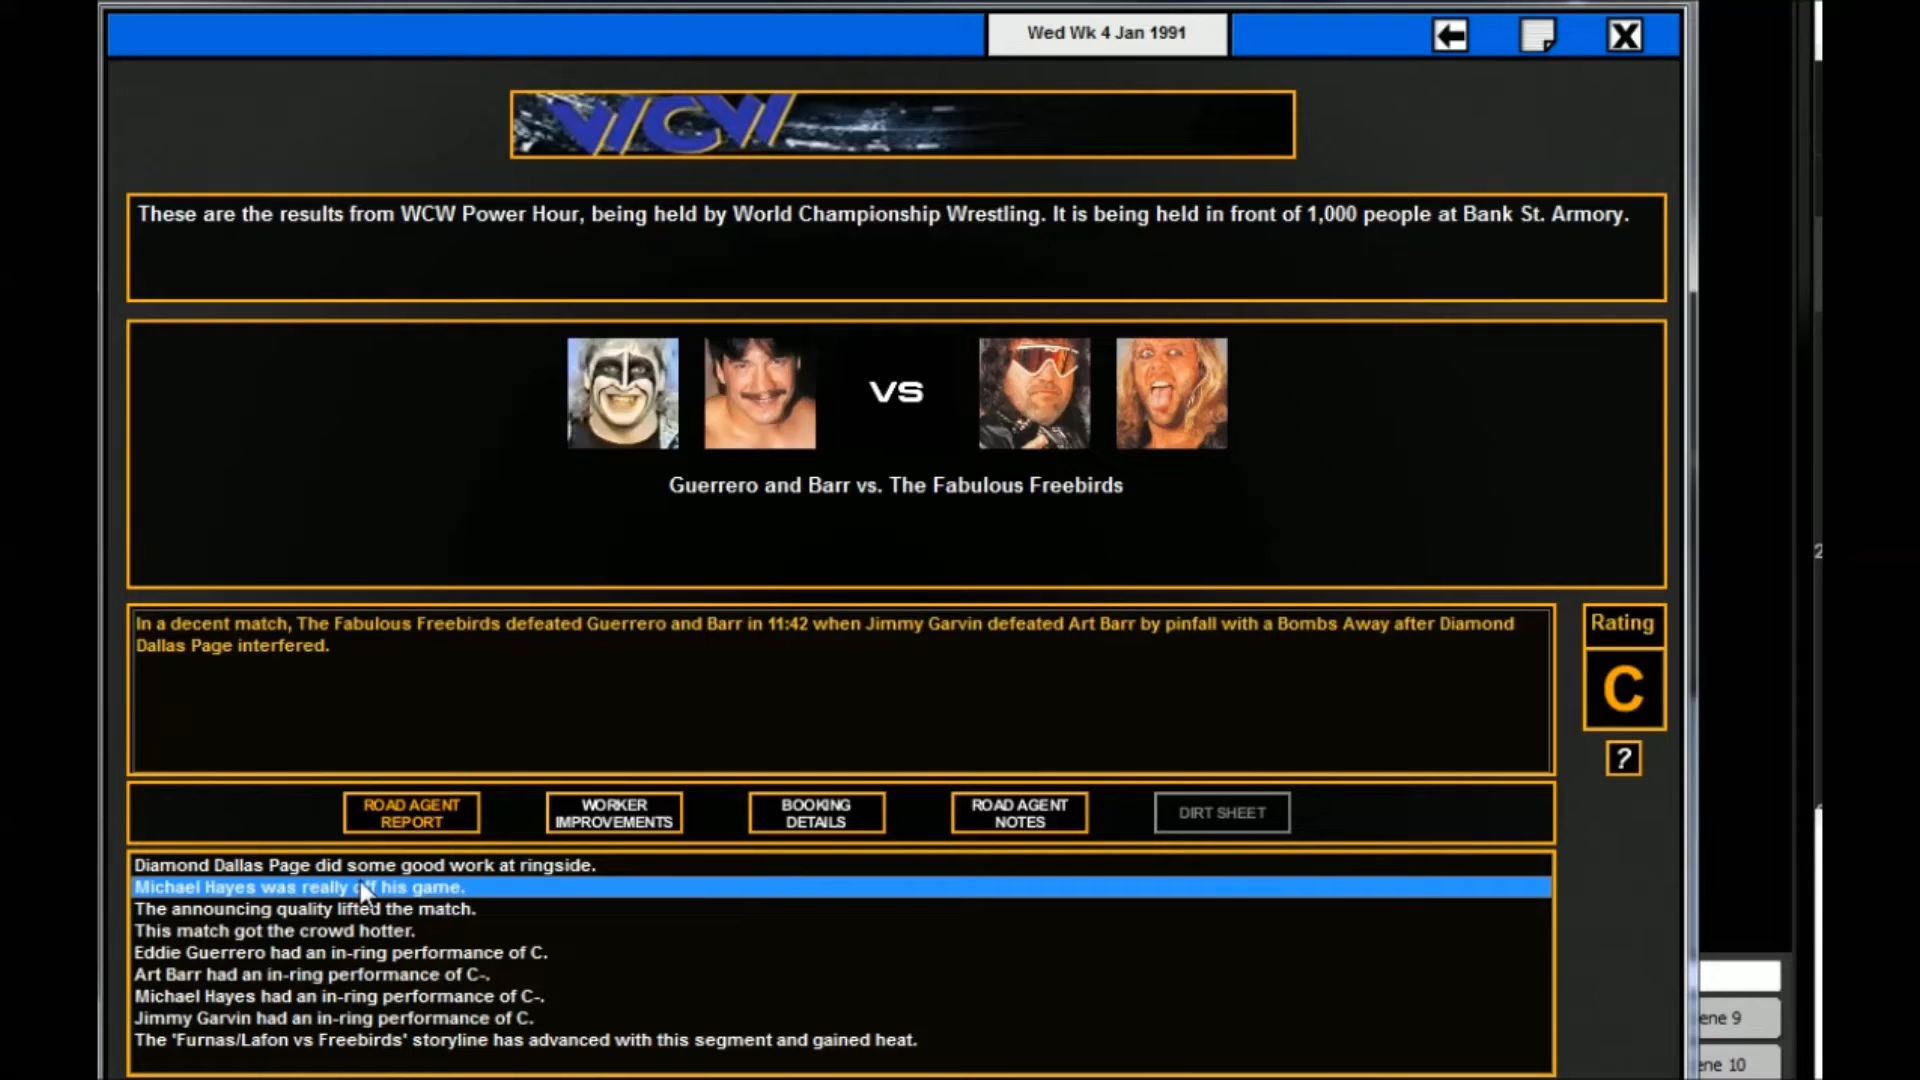 Wed Wk 4 Jan 1991
WCW
These are the results from WCW Power Hour, being held by World Championship Wrestling. It is being held in front of 1,000 people at Bank St. Armory.
VS
Guerrero and Barr vs. The Fabulous Freebirds
In a decent match, The Fabulous Freebirds defeated Guerrero and Barr in 11:42 when Jimmy Garvin defeated Art Barr by pinfall with a Bombs Away after Diamond
Dallas Page interfered.
Rating
C
?
ROAD AGENT
REPORT
WORKER
IMPROVEMENTS
BOOKING
DETAILS
ROAD AGENT
NOTES
DIRT SHEET
Diamond Dallas Page did some good work at ringside.
Michael Hayes was really off his game.
The announcing quality lifted the match.
This match got the crowd hotter.
Eddie Guerrero had an in-ring performance of C.
Art Barr had an in-ring performance of C-.
Michael Hayes had an in-ring performance of C-.
Jimmy Garvin had an in-ring performance of C.
The 'Furnas/Lafon vs Freebirds' storyline has advanced with this segment and gained heat.
ene 9
ene 10